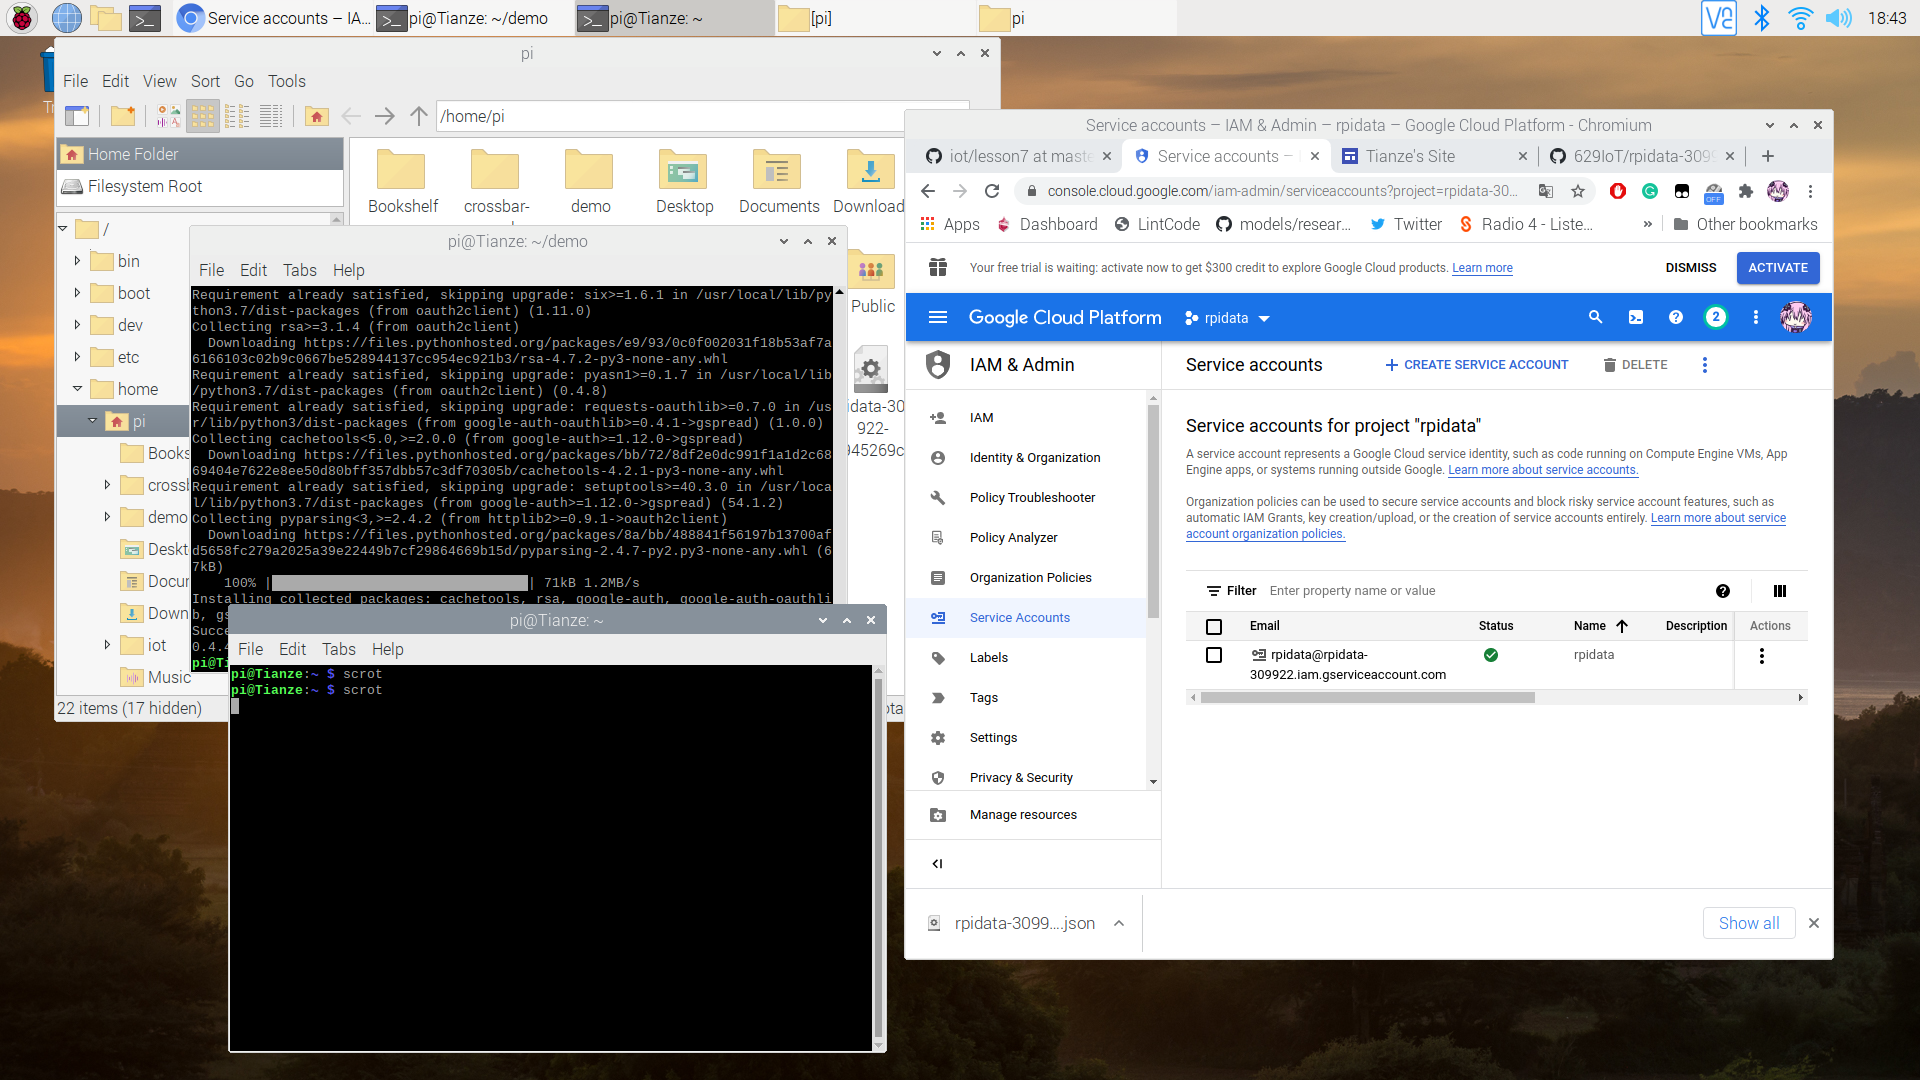 Service accounts – IA...
pi@Tianze: ~/demo
pi@Tianze: ~
[pi]
pi
18:43
pi
File Edit View Sort Go Tools
/home/pi
Home Folder
Filesystem Root
/
bin
boot
dev
etc
home
pi
Books
crossb
demo
Deskt
Docur
Down
iot
Music
22 items (17 hidden)
Bookshelf
crossbar-
demo
Desktop
Documents
Download
Public
idata-30
922-
945269c
pi@Tianze: ~/demo
File Edit Tabs Help
Requirement already satisfied, skipping upgrade: six>=1.6.1 in /usr/local/lib/py
thon3.7/dist-packages (from oauth2client) (1.11.0)
Collecting rsa>=3.1.4 (from oauth2client)
Downloading https://files.pythonhosted.org/packages/e9/93/0c0f002031f18b53af7a
6166103c02b9c0667be528944137cc954ec921b3/rsa-4.7.2-py3-none-any.whl
Requirement already satisfied, skipping upgrade: pyasn1>=0.1.7 in /usr/local/lib
/python3.7/dist-packages (from oauth2client) (0.4.8)
Requirement already satisfied, skipping upgrade: requests-oauthlib>=0.7.0 in /us
r/lib/python3/dist-packages (from google-auth-oauthlib>=0.4.1->gspread) (1.0.0)
Collecting cachetools<5.0,>=2.0.0 (from google-auth>=1.12.0->gspread)
Downloading https://files.pythonhosted.org/packages/bb/72/8df2e0dc991f1a1d2c68
69404e7622e8ee50d80bff357dbb57c3df70305b/cachetools-4.2.1-py3-none-any.whl
Requirement already satisfied, skipping upgrade: setuptools>=40.3.0 in /usr/loca
l/lib/python3.7/dist-packages (from google-auth>=1.12.0->gspread) (54.1.2)
Collecting pyparsing<3,>=2.4.2 (from httplib2>=0.9.1->oauth2client)
Downloading https://files.pythonhosted.org/packages/8a/bb/488841f56197b13700af
d5658fc279a2025a39e22449b7cf29864669b15d/pyparsing-2.4.7-py2.py3-none-any.whl (6
7kB)
100% | | 71kB 1.2MB/s
Installing collected packages: cachetools, rsa, google-auth, google-auth-oauthli
b, gs
Succe
0.4.4
pi@Ti
pi@Tianze: ~
File Edit Tabs Help
pi@Tianze:~ $ scrot
pi@Tianze:~ $ scrot
Service accounts – IAM & Admin – rpidata – Google Cloud Platform - Chromium
iot/lesson7 at maste
Service accounts –
Tianze's Site
629IoT/rpidata-3099
console.cloud.google.com/iam-admin/serviceaccounts?project=rpidata-30...
OFF
Apps Dashboard LintCode models/resear... Twitter Radio 4 - Liste... » Other bookmarks
Your free trial is waiting: activate now to get $300 credit to explore Google Cloud products. Learn more
DISMISS
ACTIVATE
Google Cloud Platform
rpidata
2
IAM & Admin
IAM
Identity & Organization
Policy Troubleshooter
Policy Analyzer
Organization Policies
Service Accounts
Labels
Tags
Settings
Privacy & Security
Manage resources
Service accounts
CREATE SERVICE ACCOUNT
DELETE
Service accounts for project "rpidata"
A service account represents a Google Cloud service identity, such as code running on Compute Engine VMs, App
Engine apps, or systems running outside Google. Learn more about service accounts.
Organization policies can be used to secure service accounts and block risky service account features, such as
automatic IAM Grants, key creation/upload, or the creation of service accounts entirely. Learn more about service
account organization policies.
Filter Enter property name or value
Email Status Name Description Actions
rpidata@rpidata- rpidata
309922.iam.gserviceaccount.com
rpidata-3099....json
Show all